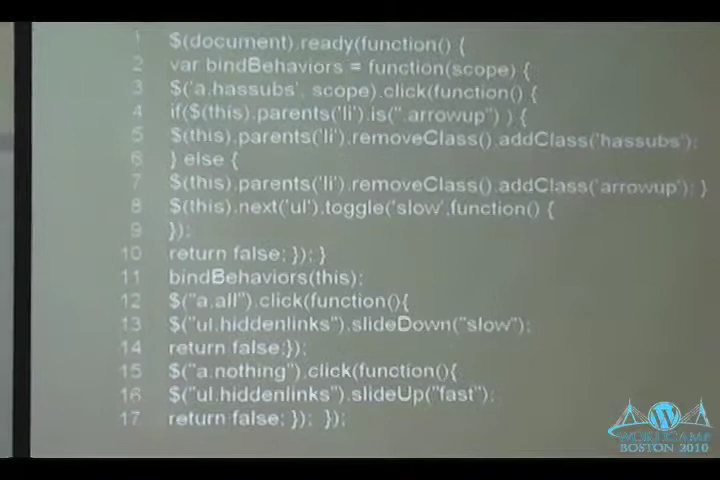 1 $(document).ready(function() {
2 var bindBehaviors = function(scope) {
3 $('a.hassubs', scope).click(function() {
4 if($(this).parents('li').is(".arrowup") ) {
5 $(this).parents('li').removeClass().addClass('hassubs');
6 } else {
7 $(this).parents('li').removeClass().addClass('arrowup'); }
8 $(this).next('ul').toggle('slow',function() {
9 });
10 return false; }); }
11 bindBehaviors(this);
12 $("a.all").click(function(){
13 $("ul.hiddenlinks").slideDown("slow");
14 return false;});
15 $("a.nothing").click(function(){
16 $("ul.hiddenlinks").slideUp("fast");
17 return false; }); });
WORDCAMP
BOSTON 2010